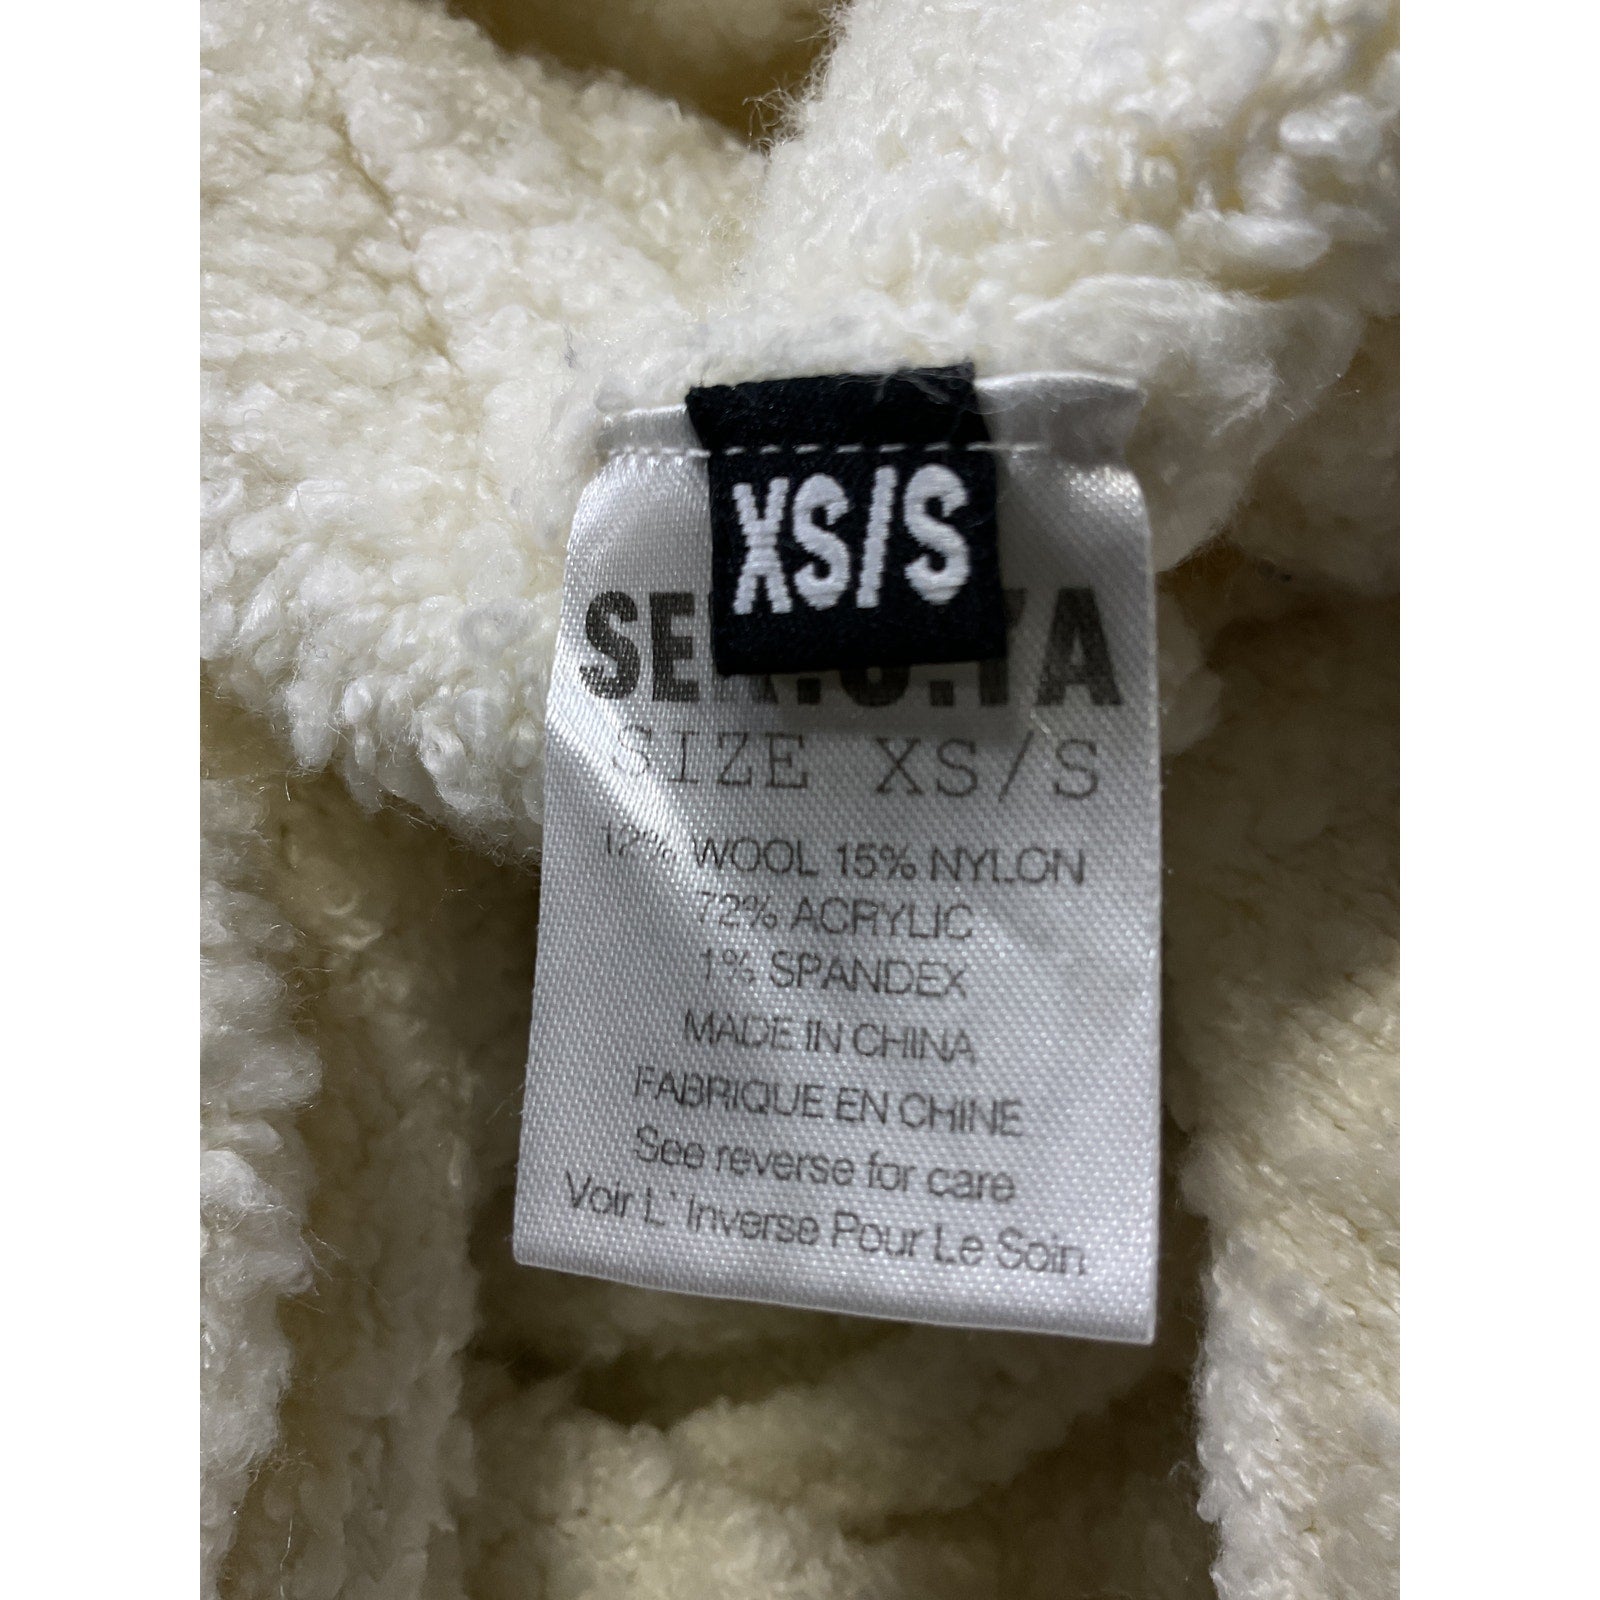 XS/S
SIZE XS/S
12% WOOL 15% NYLON
72% ACRYLIC
1% SPANDEX
MADE IN CHINA
FABRIQUE EN CHINE
See reverse for care
Voir L' Inverse Pour Le Soin